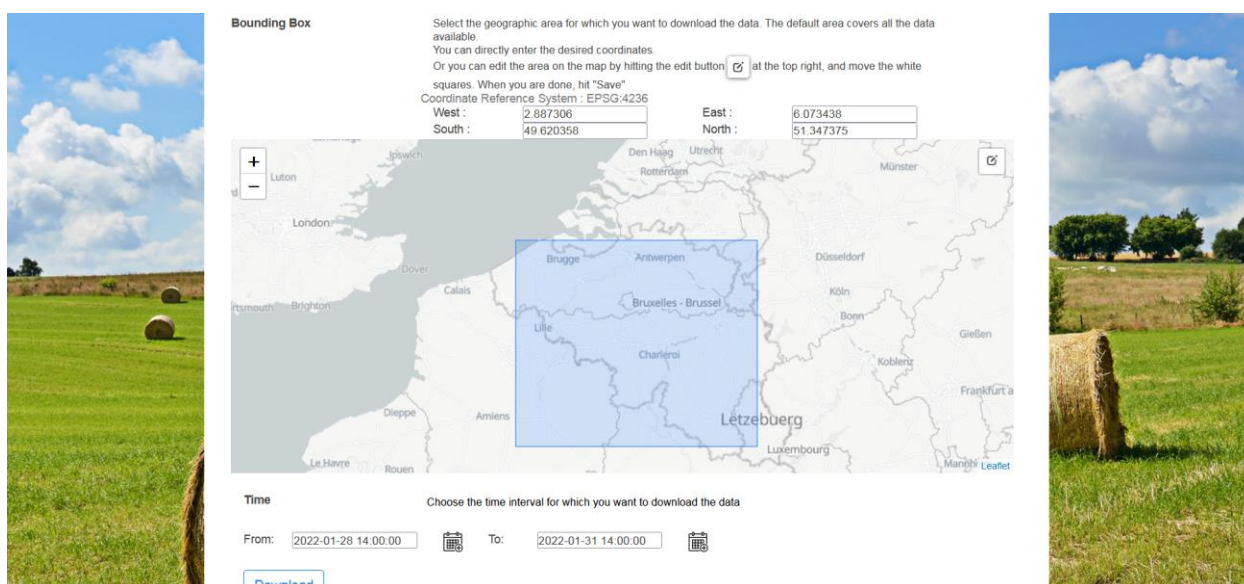 Bounding Box
Select the geographic area for which you want to download the data. The default area covers all the data
available.
You can directly enter the desired coordinates.
Or you can edit the area on the map by hitting the edit button at the top right, and move the white
squares. When you are done, hit "Save"
Coordinate Reference System : EPSG:4236
West : 2.887306 East : 6.073438
South : 49.620358 North : 51.347375
+
−
Ipswich
Den Haag Utrecht
Münster
Luton
Rotterdam
London
Brugge Antwerpen Düsseldorf
Dover
Calais
Köln
Brighton
Bruxelles - Brussel
Bonn
Lille
Gießen
Charleroi
Koblenz
Frankfurt a
Dieppe
Amiens
Lëtzebuerg
Luxembourg
Le Havre
Rouen
Leaflet
Time
Choose the time interval for which you want to download the data
From: 2022-01-28 14:00:00 To: 2022-01-31 14:00:00
Download